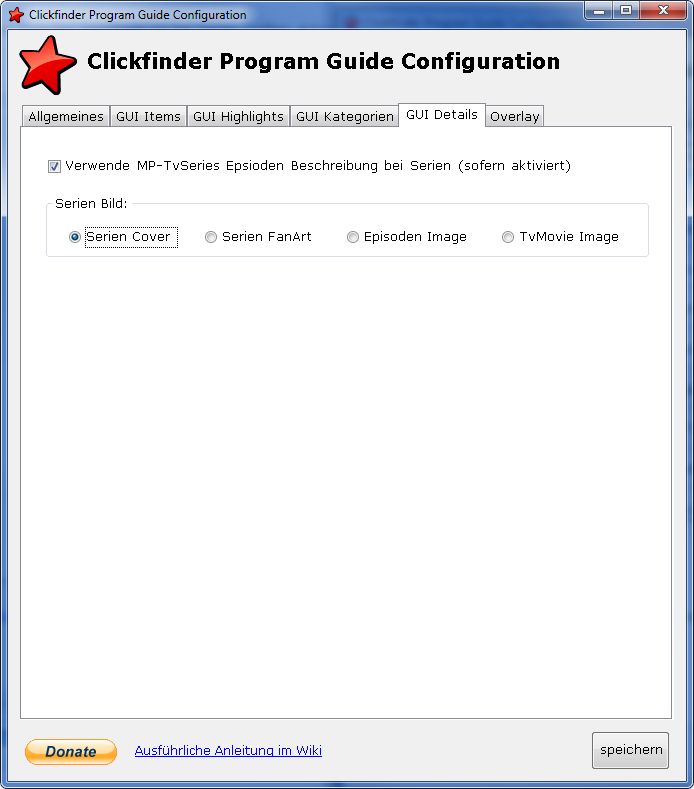 Clickfinder Program Guide Configuration
Clickfinder Program Guide Configuration
Allgemeines GUI Items GUI Highlights GUI Kategorien GUI Details Overlay
Verwende MP-TvSeries Epsioden Beschreibung bei Serien (sofern aktiviert)
Serien Bild:
Serien Cover Serien FanArt Episoden Image TvMovie Image
Donate Ausführliche Anleitung im Wiki speichern